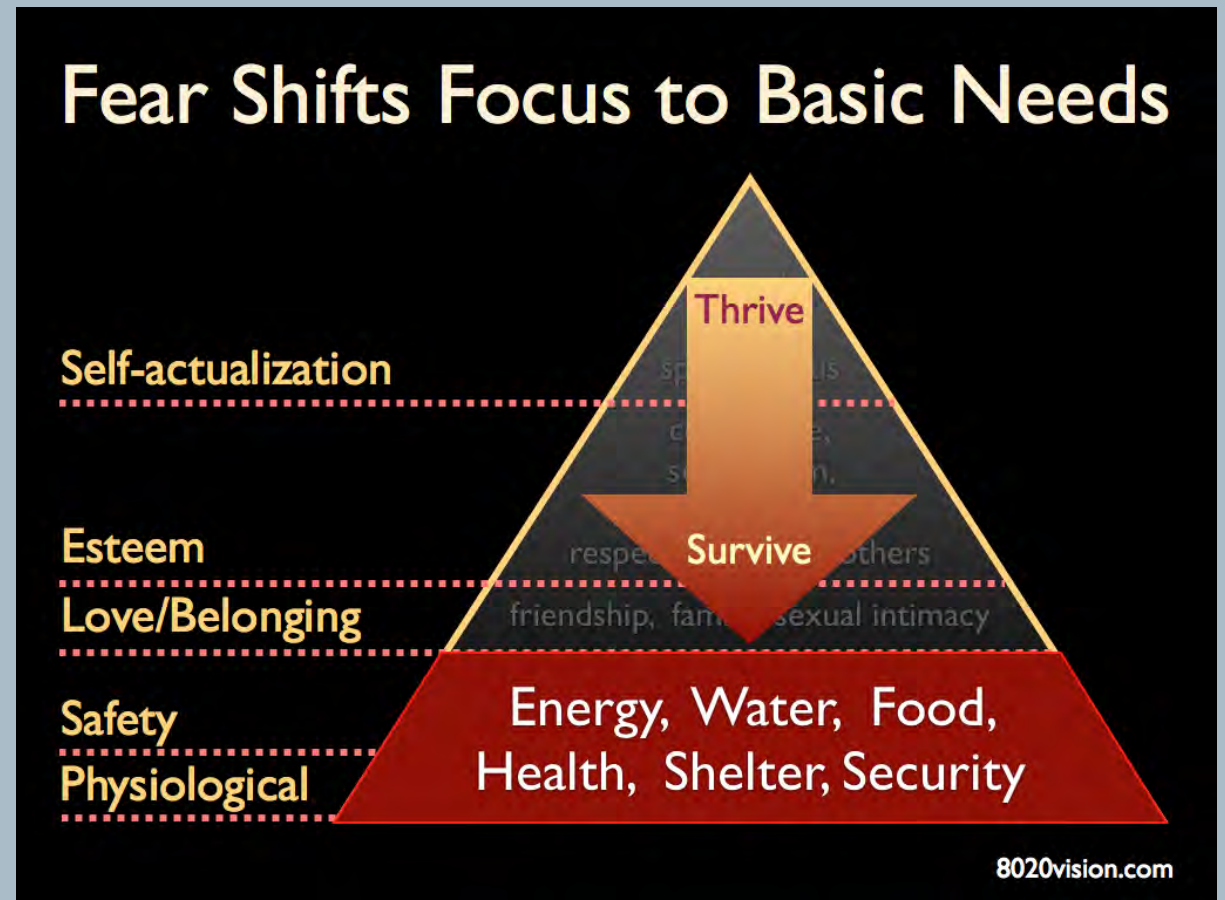 Fear Shifts Focus to Basic Needs
Thrive
Self-actualization
Esteem
Survive
others
Love/Belonging
friendship, sexual intimacy
Safety
Energy, Water, Food,
Physiological
Health, Shelter, Security
8020vision.com